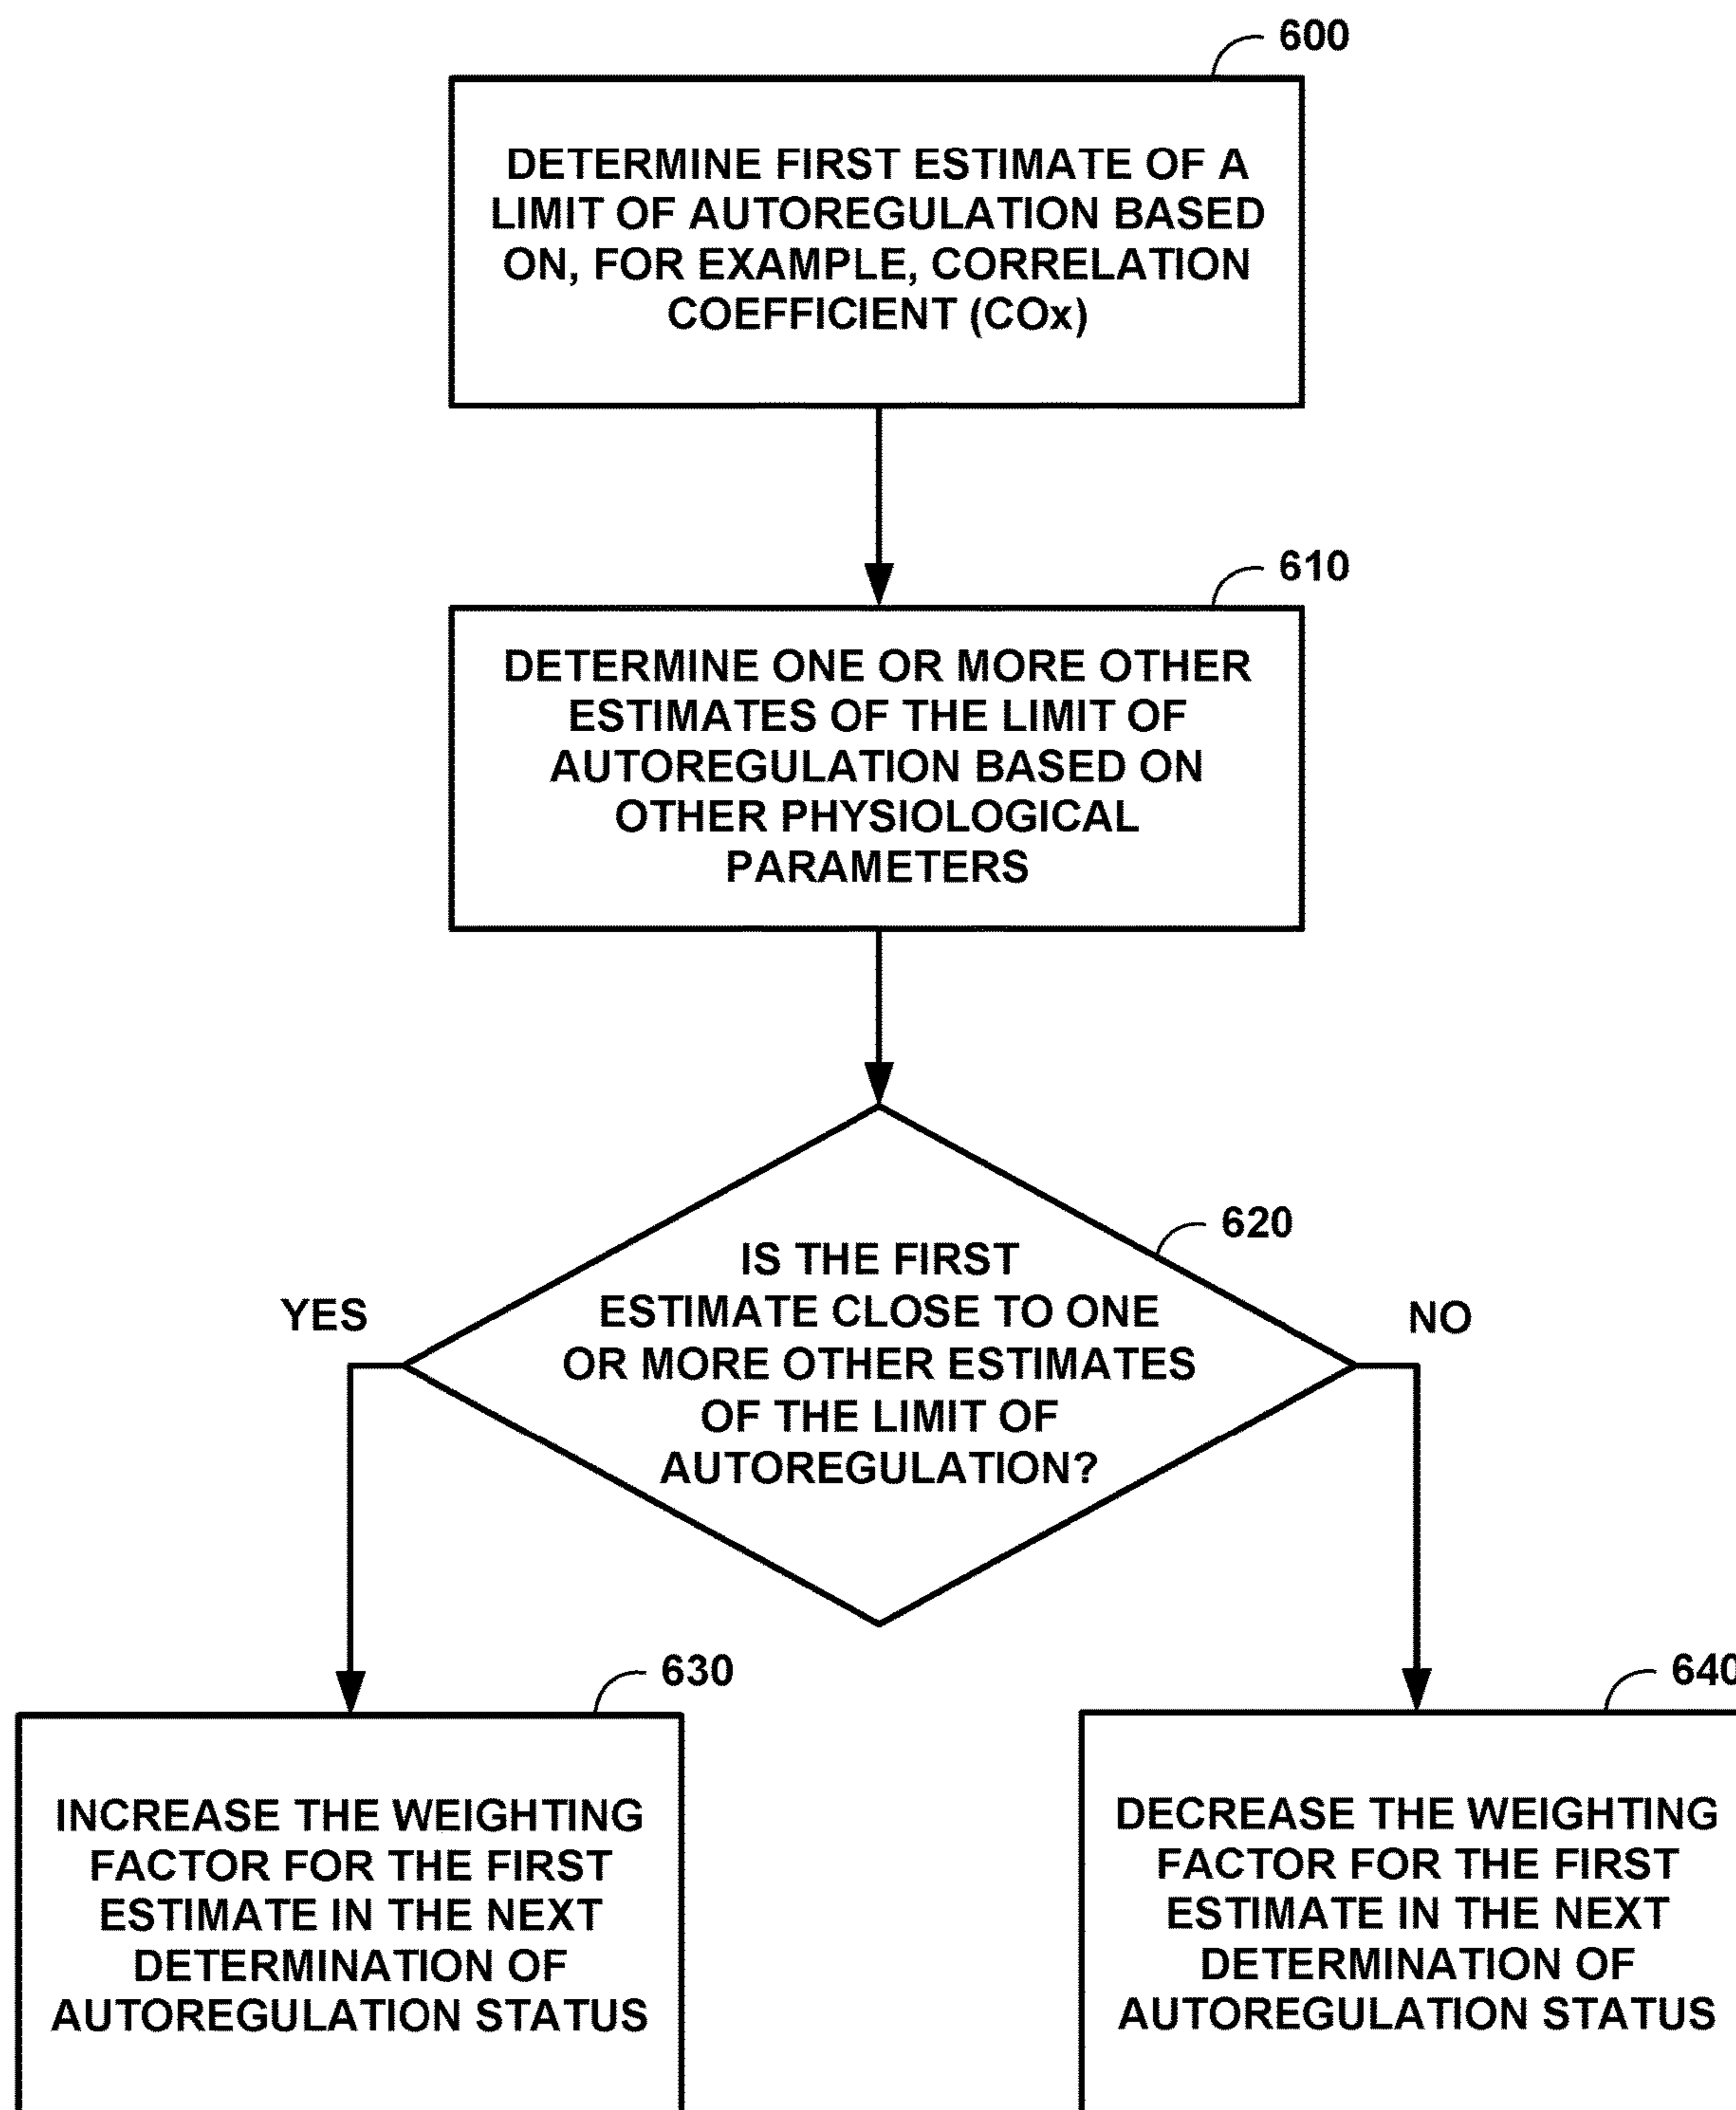 600
DETERMINE FIRST ESTIMATE OF A
LIMIT OF AUTOREGULATION BASED
ON, FOR EXAMPLE, CORRELATION
COEFFICIENT (COx)
610
DETERMINE ONE OR MORE OTHER
ESTIMATES OF THE LIMIT OF
AUTOREGULATION BASED ON
OTHER PHYSIOLOGICAL
PARAMETERS
620
IS THE FIRST
ESTIMATE CLOSE TO ONE
OR MORE OTHER ESTIMATES
OF THE LIMIT OF
AUTOREGULATION?
YES
NO
630
INCREASE THE WEIGHTING
FACTOR FOR THE FIRST
ESTIMATE IN THE NEXT
DETERMINATION OF
AUTOREGULATION STATUS
640
DECREASE THE WEIGHTING
FACTOR FOR THE FIRST
ESTIMATE IN THE NEXT
DETERMINATION OF
AUTOREGULATION STATUS